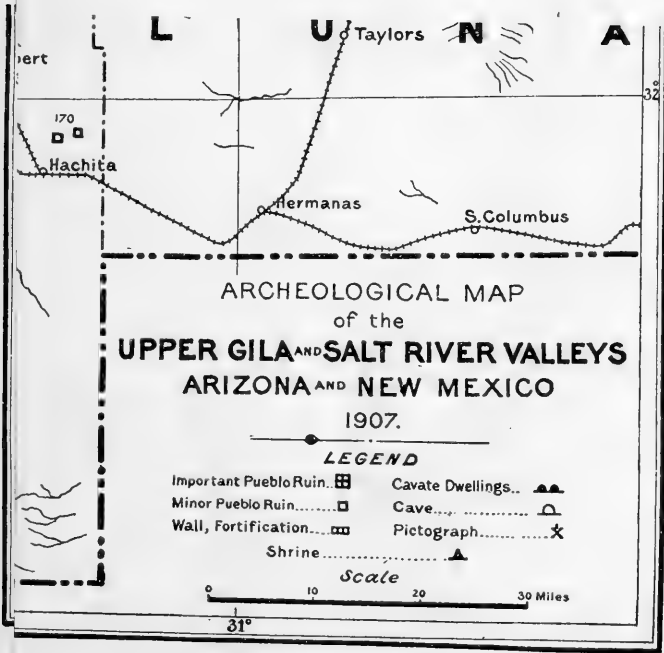 L U N A
L
Taylors
ert
32
170
Hachita
Hermanas
S. Columbus
ARCHEOLOGICAL MAP
of the
UPPER GILA AND SALT RIVER VALLEYS
ARIZONA AND NEW MEXICO
1907.
LEGEND
Important Pueblo Ruin.. Cavate Dwellings..
Minor Pueblo Ruin..... Cave..............
Wall, Fortification.... Pictograph.........
Shrine ...................
Scale
0 10 20 30 Miles
31°